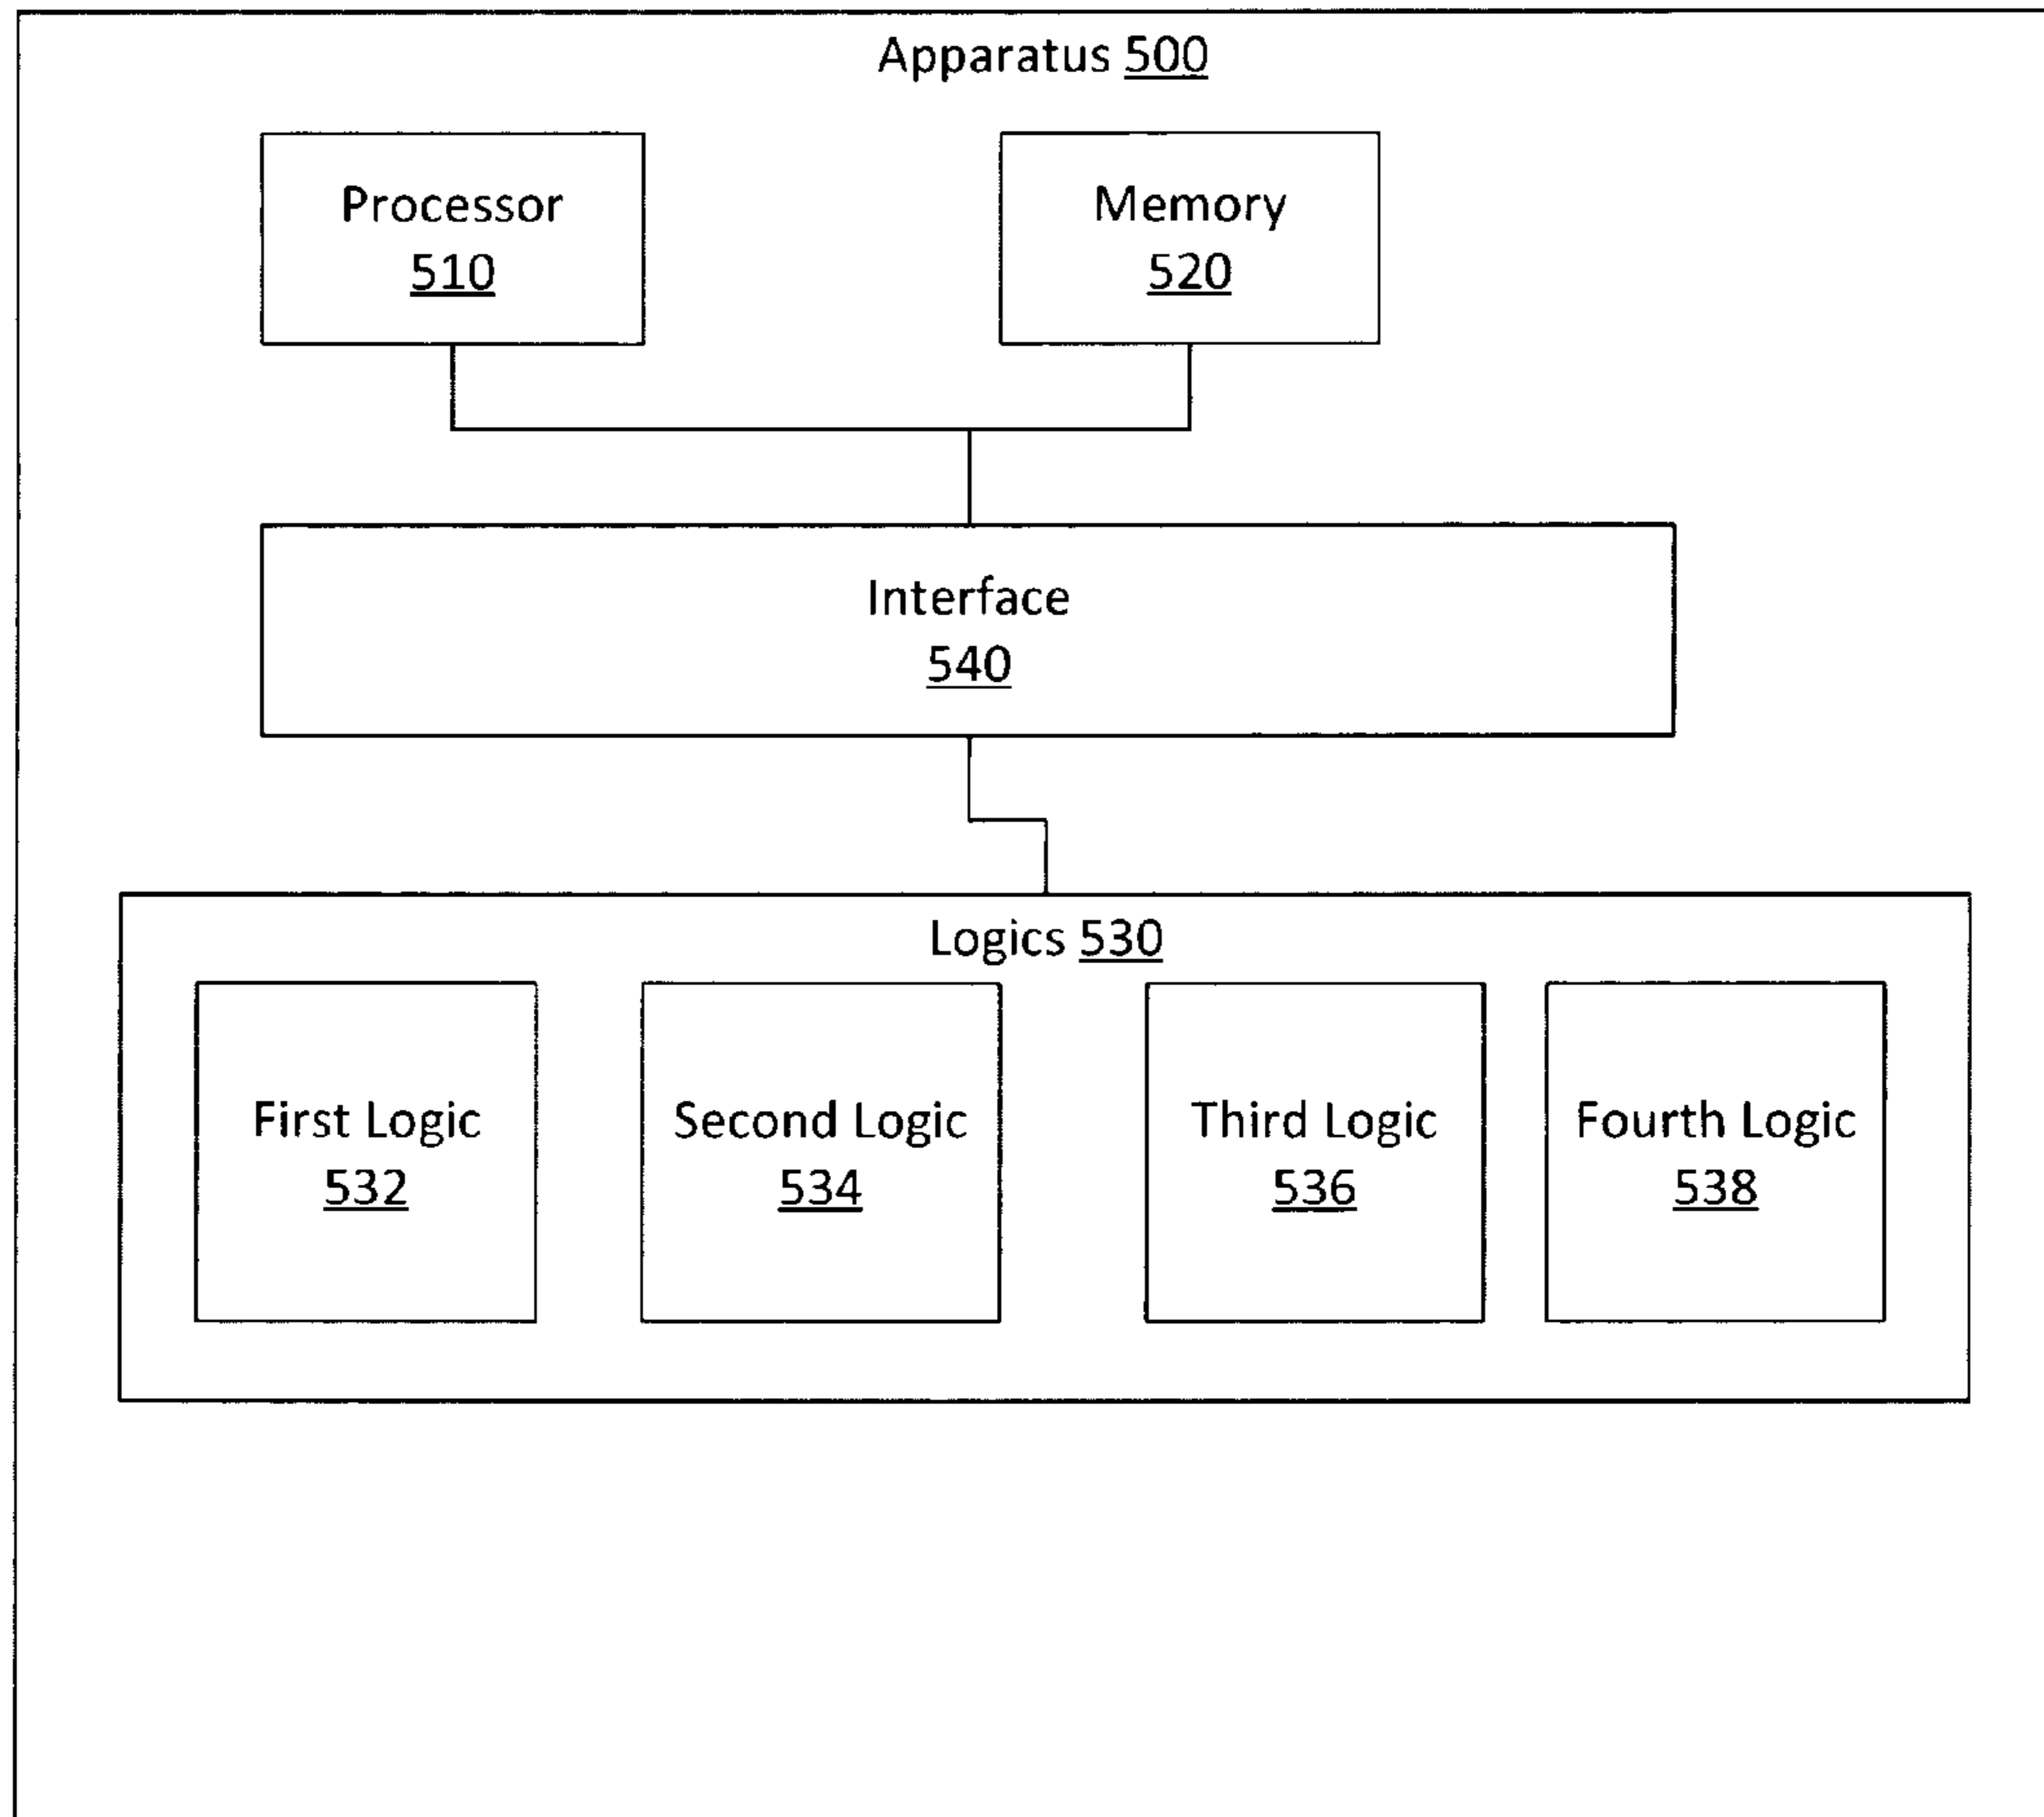 Apparatus 500
Processor
510
Memory
520
Interface
540
Logics 530
First Logic
532
Second Logic
534
Third Logic
536
Fourth Logic
538